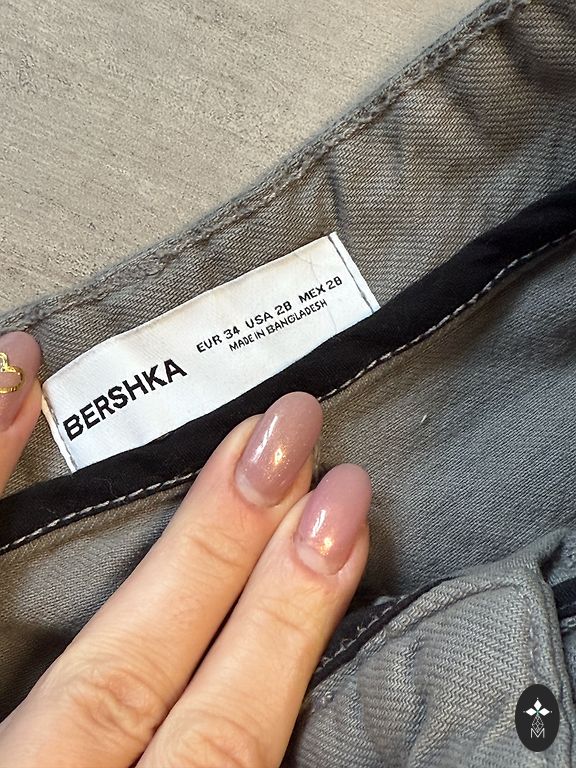 BERSHKA
EUR 34 USA 28 MEX 28
MADE IN BANGLADESH